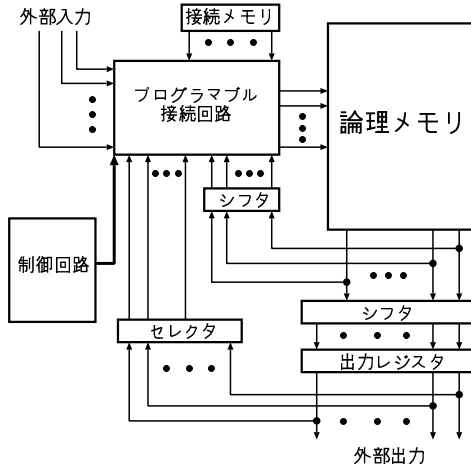 外部入力
接続メモリ
プログラマブル
接続回路
論理メモリ
シフタ
制御回路
シフタ
セレクタ
出力レジスタ
外部出力